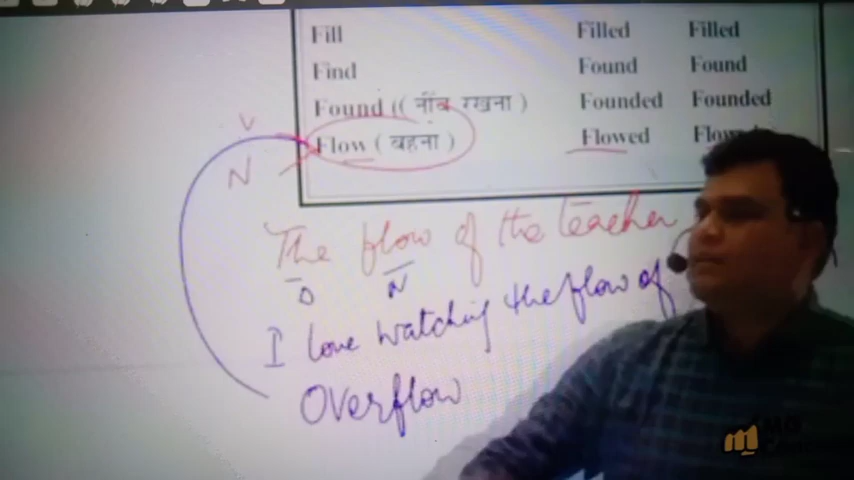 Fill Filled Filled
Find Found Found
Found (( नींव रखना ) Founded Founded
Flow ( बहना ) Flowed
V
N
The flow of the teacher
D N
I love watching the flow of
Overflow